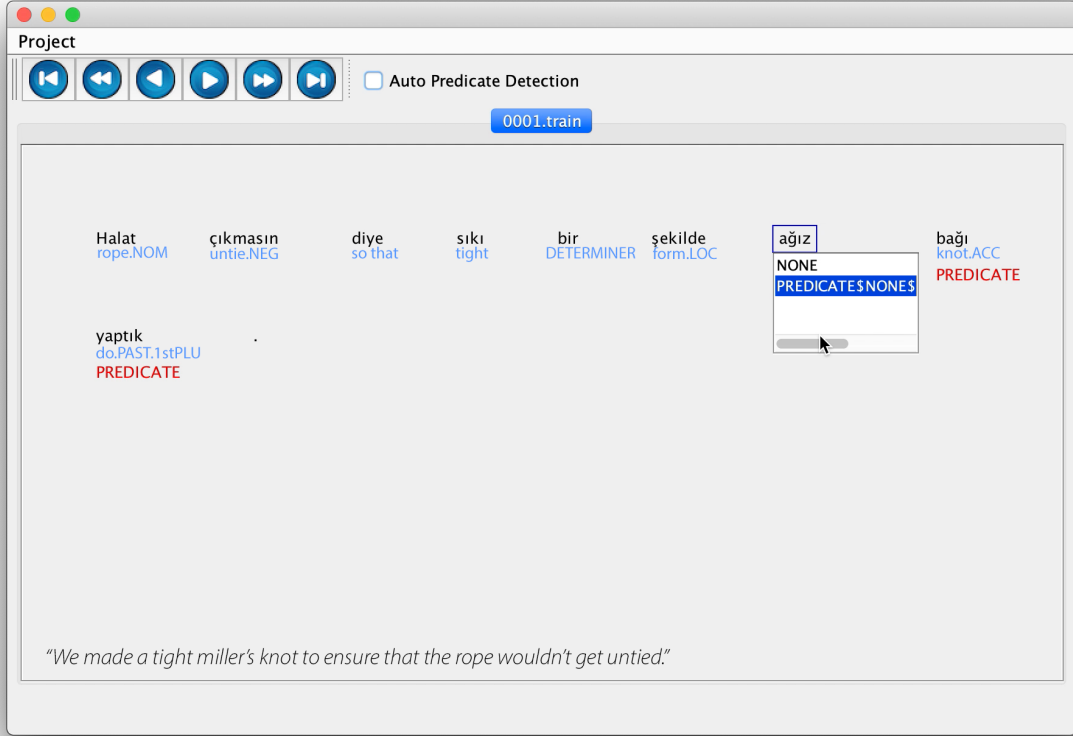 Project
Auto Predicate Detection
0001.train
Halat çıkmasın diye sıkı bir şekilde ağız bağı
rope.NOM untie.NEG so that tight DETERMINER form.LOC knot.ACC
NONE
PREDICATE
PREDICATE$NONE$
yaptık .
do.PAST.1stPLU
PREDICATE
“We made a tight miller’s knot to ensure that the rope wouldn’t get untied.”